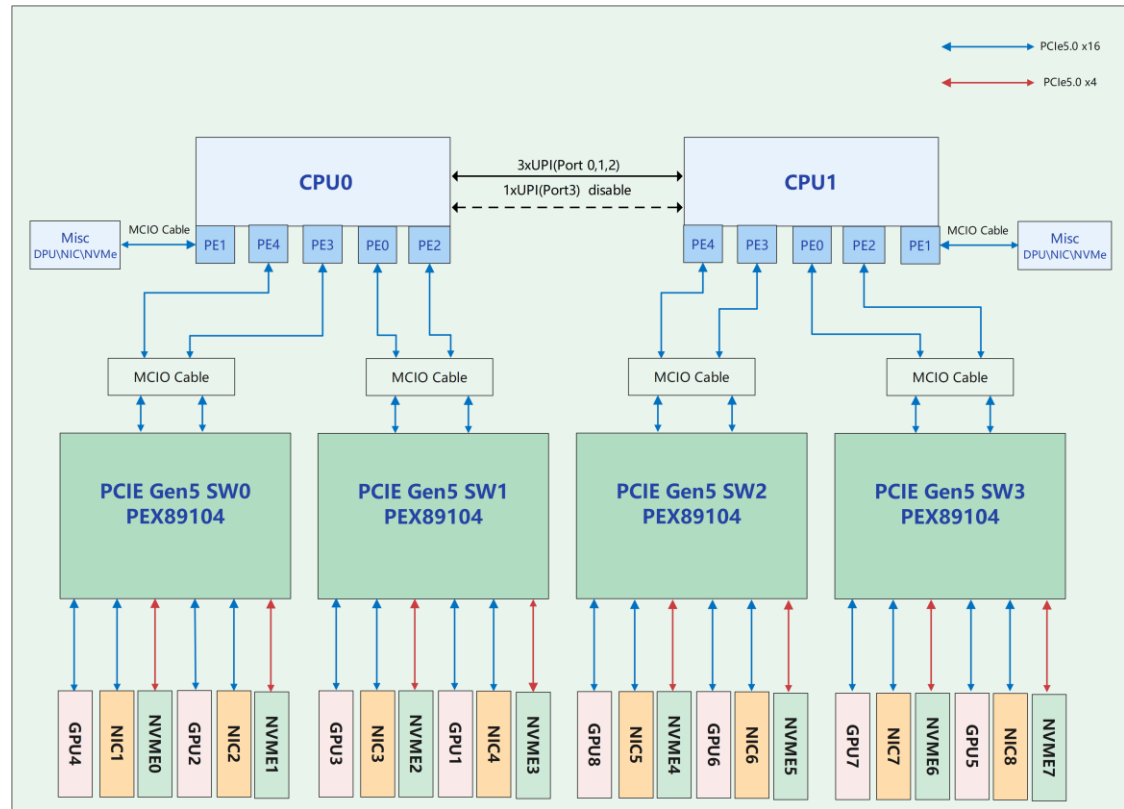 PCIe5.0 x16
PCIe5.0 x4
CPU0
3xUPI(Port 0,1,2)
1xUPI(Port3) disable
CPU1
Misc
DPU\NIC\NVMe
MCIO Cable
PE1
PE4
PE3
PE0
PE2
PE4
PE3
PE0
PE2
PE1
MCIO Cable
Misc
DPU\NIC\NVMe
MCIO Cable
MCIO Cable
MCIO Cable
MCIO Cable
PCIE Gen5 SW0
PEX89104
PCIE Gen5 SW1
PEX89104
PCIE Gen5 SW2
PEX89104
PCIE Gen5 SW3
PEX89104
GPU4
NIC1
NVME0
GPU2
NIC2
NVME1
GPU3
NIC3
NVME2
GPU1
NIC4
NVME3
GPU8
NIC5
NVME4
GPU6
NIC6
NVME5
GPU7
NIC7
NVME6
GPU5
NIC8
NVME7